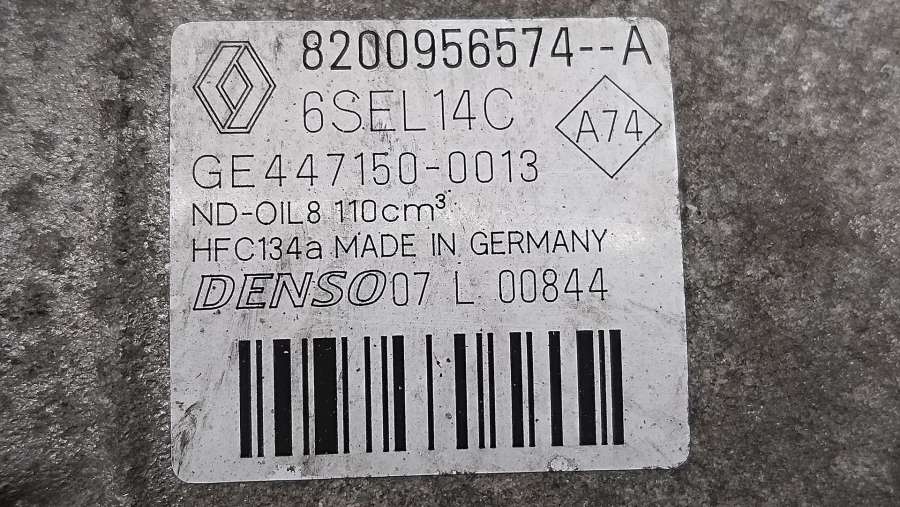 8200956574--A
6SEL14C
A74
GE447150-0013
ND-OIL8 110cm³
HFC134a MADE IN GERMANY
DENSO 07 L 00844